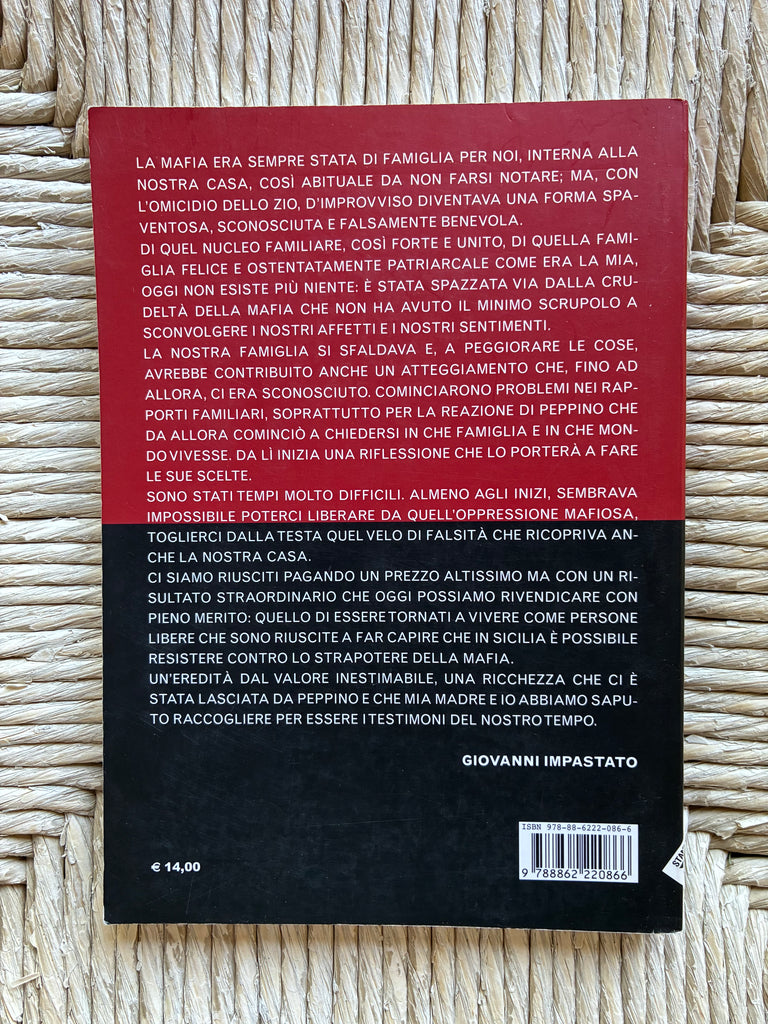 LA MAFIA ERA SEMPRE STATA DI FAMIGLIA PER NOI, INTERNA ALLA
NOSTRA CASA, COSÌ ABITUALE DA NON FARSI NOTARE; MA, CON
L'OMICIDIO DELLO ZIO, D'IMPROVVISO DIVENTAVA UNA FORMA SPA-
VENTOSA, SCONOSCIUTA E FALSAMENTE BENEVOLA.
DI QUEL NUCLEO FAMILIARE, COSÌ FORTE E UNITO, DI QUELLA FAMI-
GLIA FELICE E OSTENTATAMENTE PATRIARCALE COME ERA LA MIA,
OGGI NON ESISTE PIÙ NIENTE: È STATA SPAZZATA VIA DALLA CRU-
DELTÀ DELLA MAFIA CHE NON HA AVUTO IL MINIMO SCRUPOLO A
SCONVOLGERE I NOSTRI AFFETTI E I NOSTRI SENTIMENTI.
LA NOSTRA FAMIGLIA SI SFALDAVA E, A PEGGIORARE LE COSE,
AVREBBE CONTRIBUITO ANCHE UN ATTEGGIAMENTO CHE, FINO AD
ALLORA, CI ERA SCONOSCIUTO. COMINCIARONO PROBLEMI NEI RAP-
PORTI FAMILIARI, SOPRATTUTTO PER LA REAZIONE DI PEPPINO CHE
DA ALLORA COMINCIÒ A CHIEDERSI IN CHE FAMIGLIA E IN CHE MON-
DO VIVESSE. DA LÌ INIZIA UNA RIFLESSIONE CHE LO PORTERÀ A FARE
LE SUE SCELTE.
SONO STATI TEMPI MOLTO DIFFICILI. ALMENO AGLI INIZI, SEMBRAVA
IMPOSSIBILE POTERCI LIBERARE DA QUELL'OPPRESSIONE MAFIOSA,
TOGLIERCI DALLA TESTA QUEL VELO DI FALSITÀ CHE RICOPRIVA AN-
CHE LA NOSTRA CASA.
CI SIAMO RIUSCITI PAGANDO UN PREZZO ALTISSIMO MA CON UN RI-
SULTATO STRAORDINARIO CHE OGGI POSSIAMO RIVENDICARE CON
PIENO MERITO: QUELLO DI ESSERE TORNATI A VIVERE COME PERSONE
LIBERE CHE SONO RIUSCITE A FAR CAPIRE CHE IN SICILIA È POSSIBILE
RESISTERE CONTRO LO STRAPOTERE DELLA MAFIA.
UN'EREDITÀ DAL VALORE INESTIMABILE, UNA RICCHEZZA CHE CI È
STATA LASCIATA DA PEPPINO E CHE MIA MADRE E IO ABBIAMO SAPU-
TO RACCOGLIERE PER ESSERE I TESTIMONI DEL NOSTRO TEMPO.
GIOVANNI IMPASTATO
ISBN 978-88-6222-086-6
9 788862 220866
€ 14,00